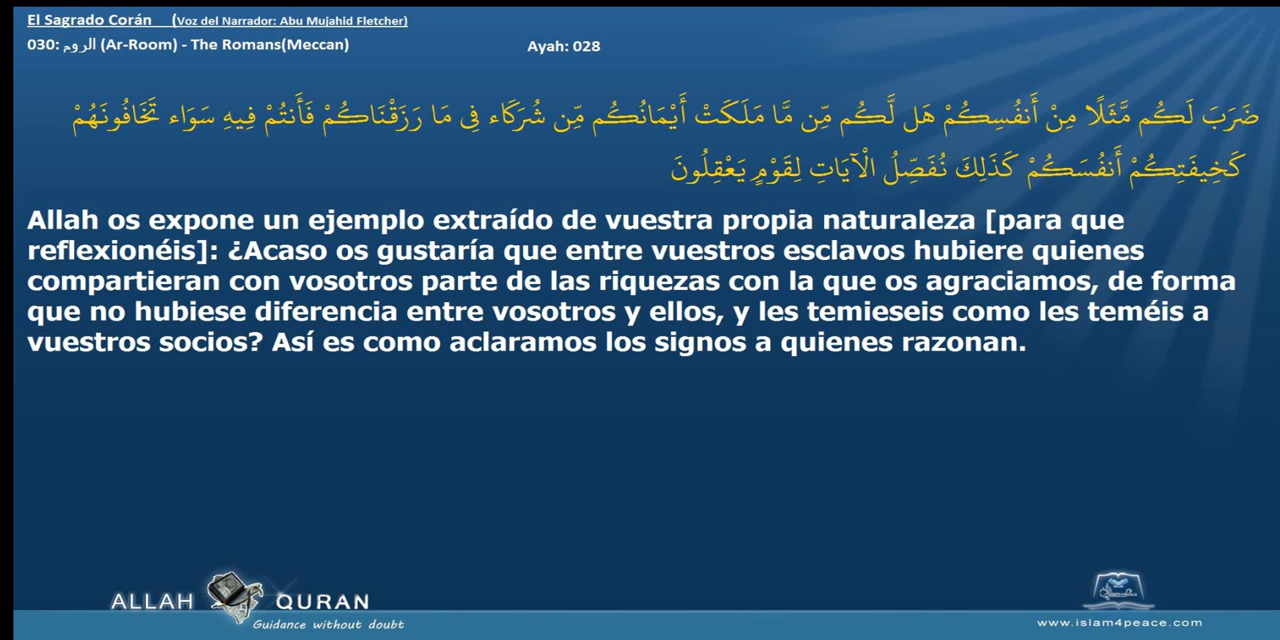 El Sagrado Corán (Voz del Narrador: Abu Mujahid Fletcher)
030: الروم (Ar-Room) - The Romans(Meccan) Ayah: 028
ضَرَبَ لَكُم مَّثَلًا مِنْ أَنفُسِكُمْ هَل لَّكُم مِّن مَّا مَلَكَتْ أَيْمَانُكُم مِّن شُرَكَاء فِي مَا رَزَقْنَاكُمْ فَأَنتُمْ فِيهِ سَوَاء تَخَافُونَهُمْ
كَخِيفَتِكُمْ أَنفُسَكُمْ كَذَلِكَ نُفَصِّلُ الْآيَاتِ لِقَوْمٍ يَعْقِلُونَ
Allah os expone un ejemplo extraído de vuestra propia naturaleza [para que
reflexionéis]: ¿Acaso os gustaría que entre vuestros esclavos hubiere quienes
compartieran con vosotros parte de las riquezas con la que os agraciamos, de forma
que no hubiese diferencia entre vosotros y ellos, y les temieseis como les teméis a
vuestros socios? Así es como aclaramos los signos a quienes razonan.
ALLAH QURAN
Guidance without doubt
www.islam4peace.com